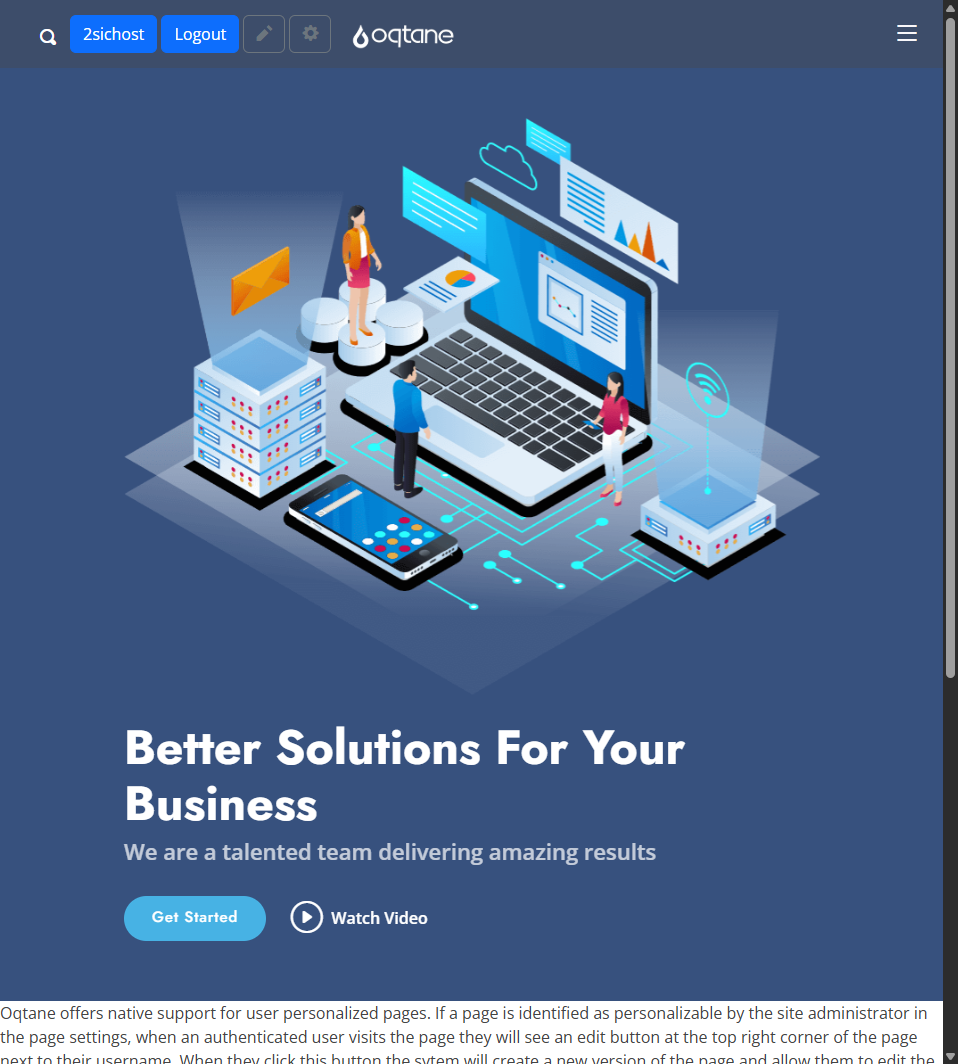 2sichost
Logout
oqtane
Better Solutions For Your
Business
We are a talented team delivering amazing results
Get Started
Watch Video
Oqtane offers native support for user personalized pages. If a page is identified as personalizable by the site administrator in
the page settings, when an authenticated user visits the page they will see an edit button at the top right corner of the page
next to their username. When they click this button the sytem will create a new version of the page and allow them to edit the